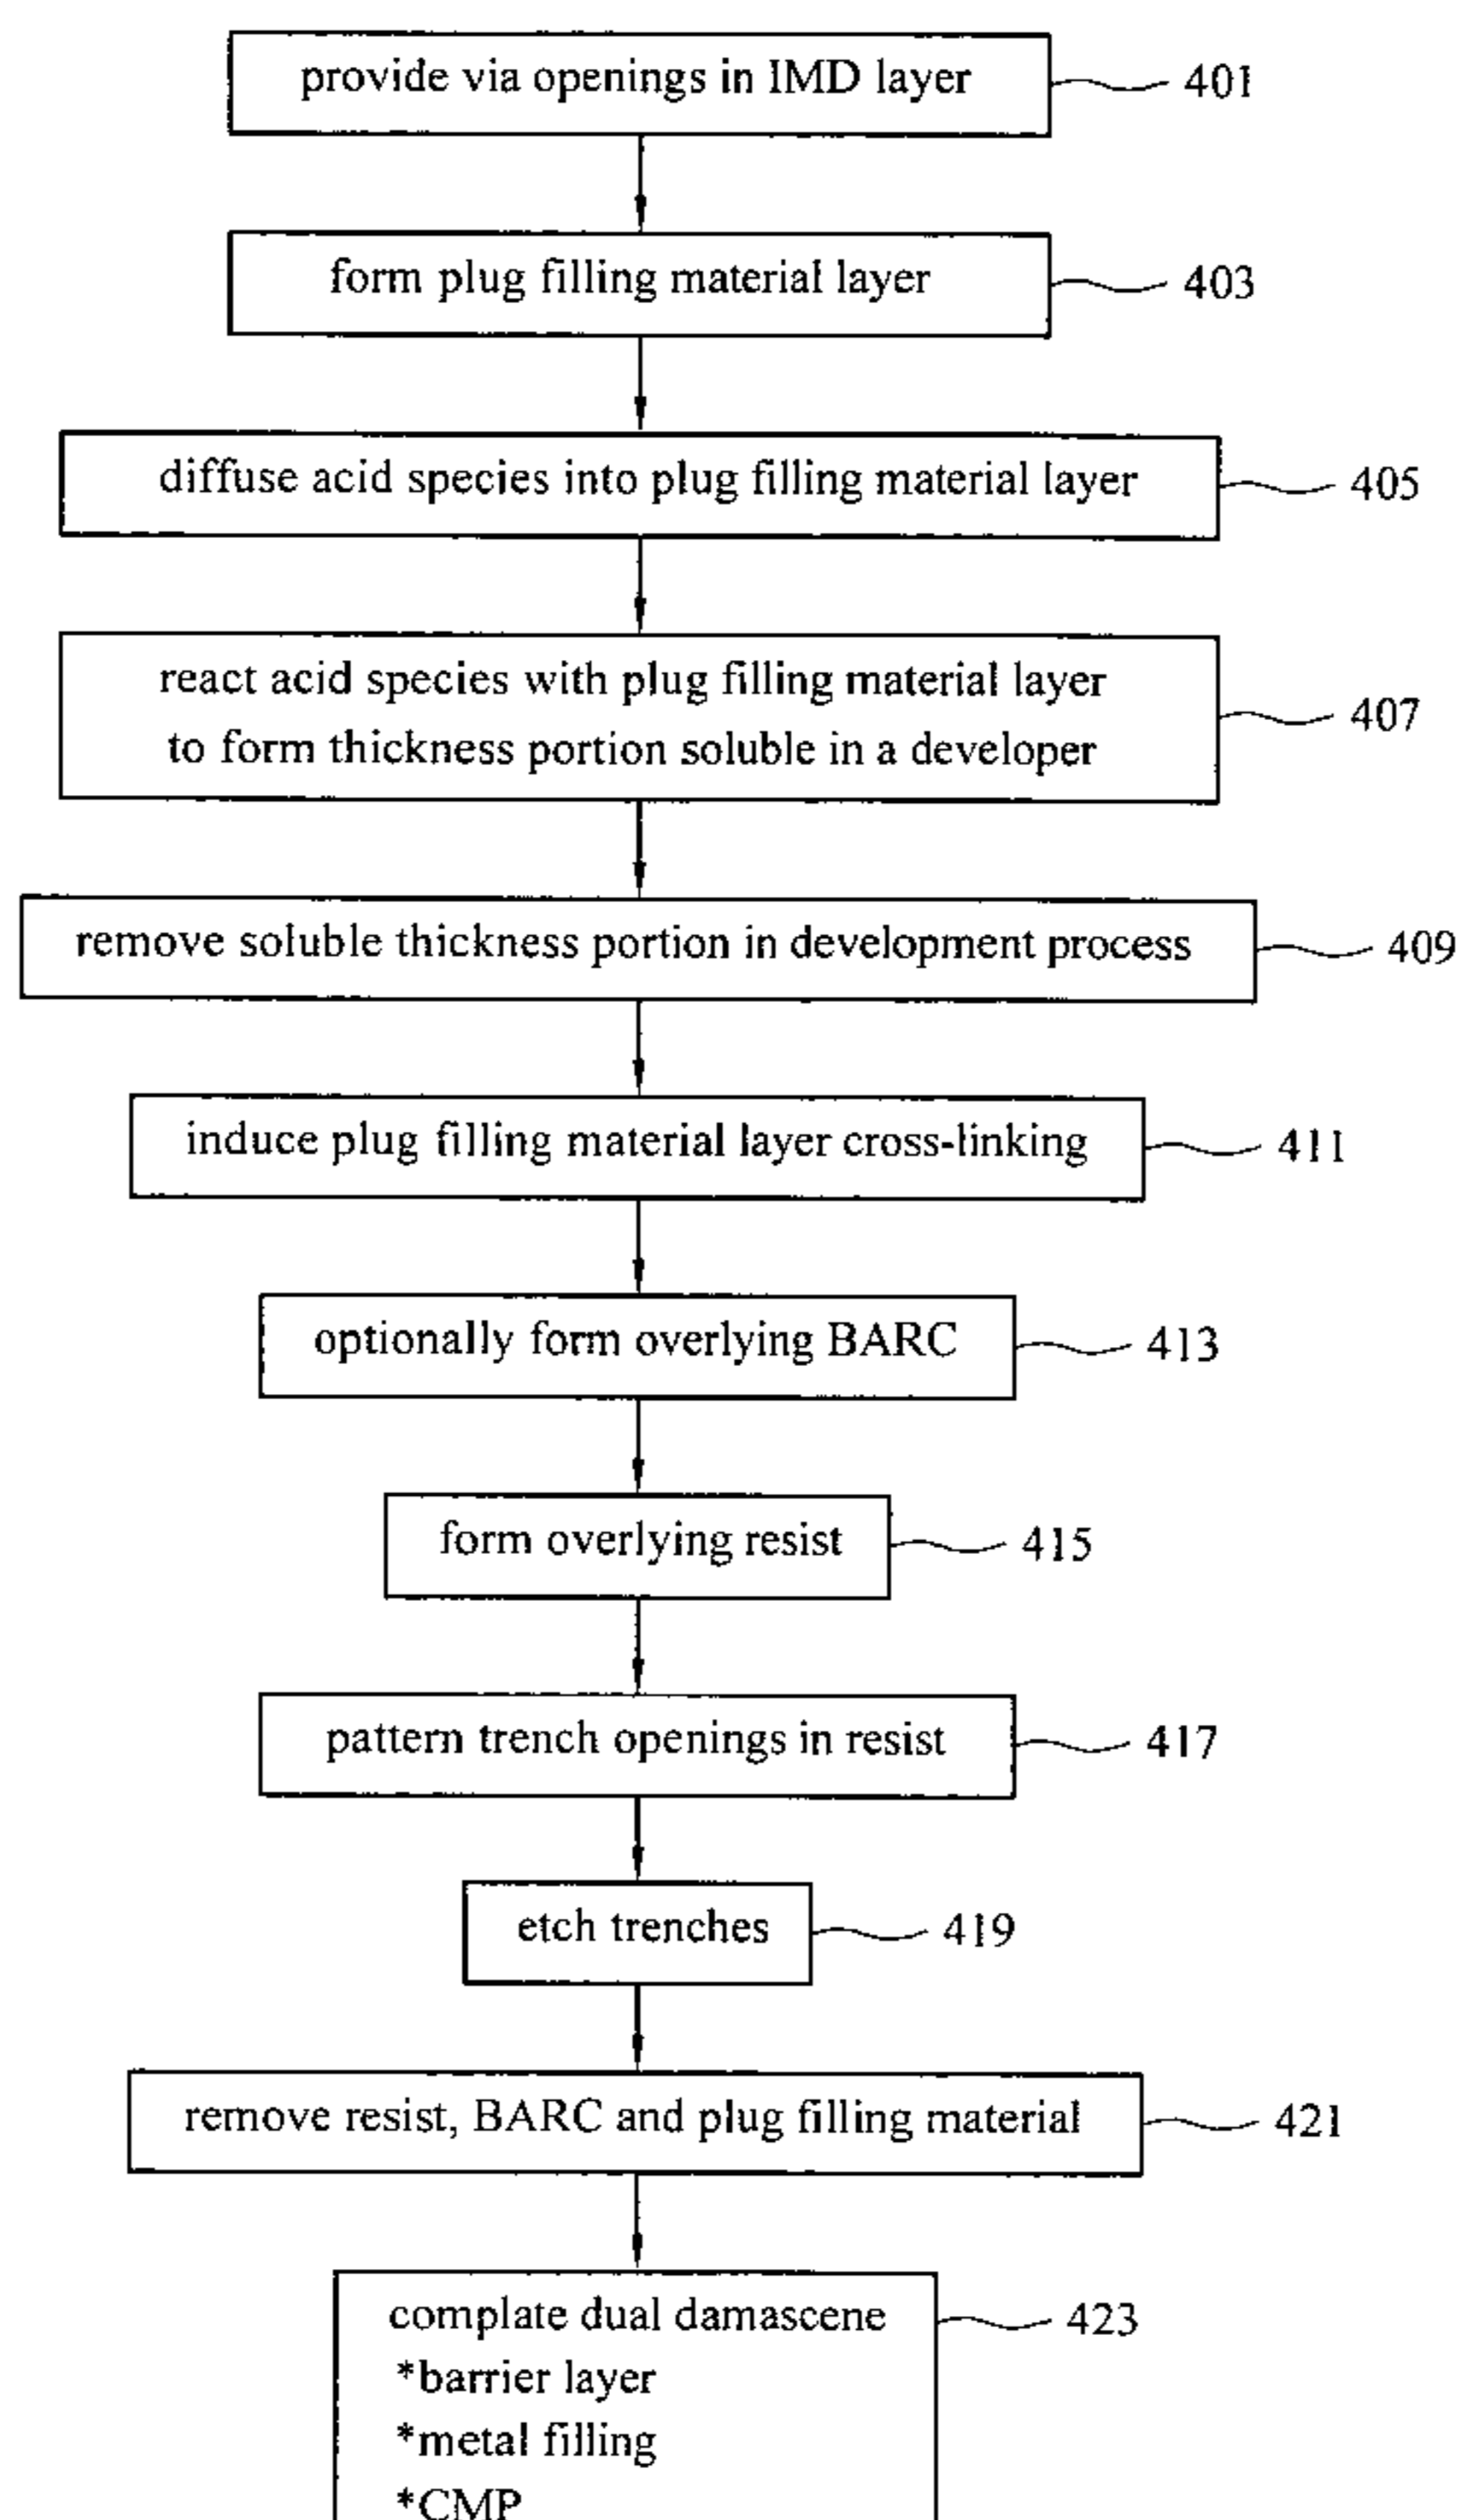 provide via openings in IMD layer 401
form plug filling material layer 403
diffuse acid species into plug filling material layer 405
react acid species with plug filling material layer
to form thickness portion soluble in a developer 407
remove soluble thickness portion in development process 409
induce plug filling material layer cross-linking 411
optionally form overlying BARC 413
form overlying resist 415
pattern trench openings in resist 417
etch trenches 419
remove resist, BARC and plug filling material 421
complate dual damascene 423
*barrier layer
*metal filling
*CMP